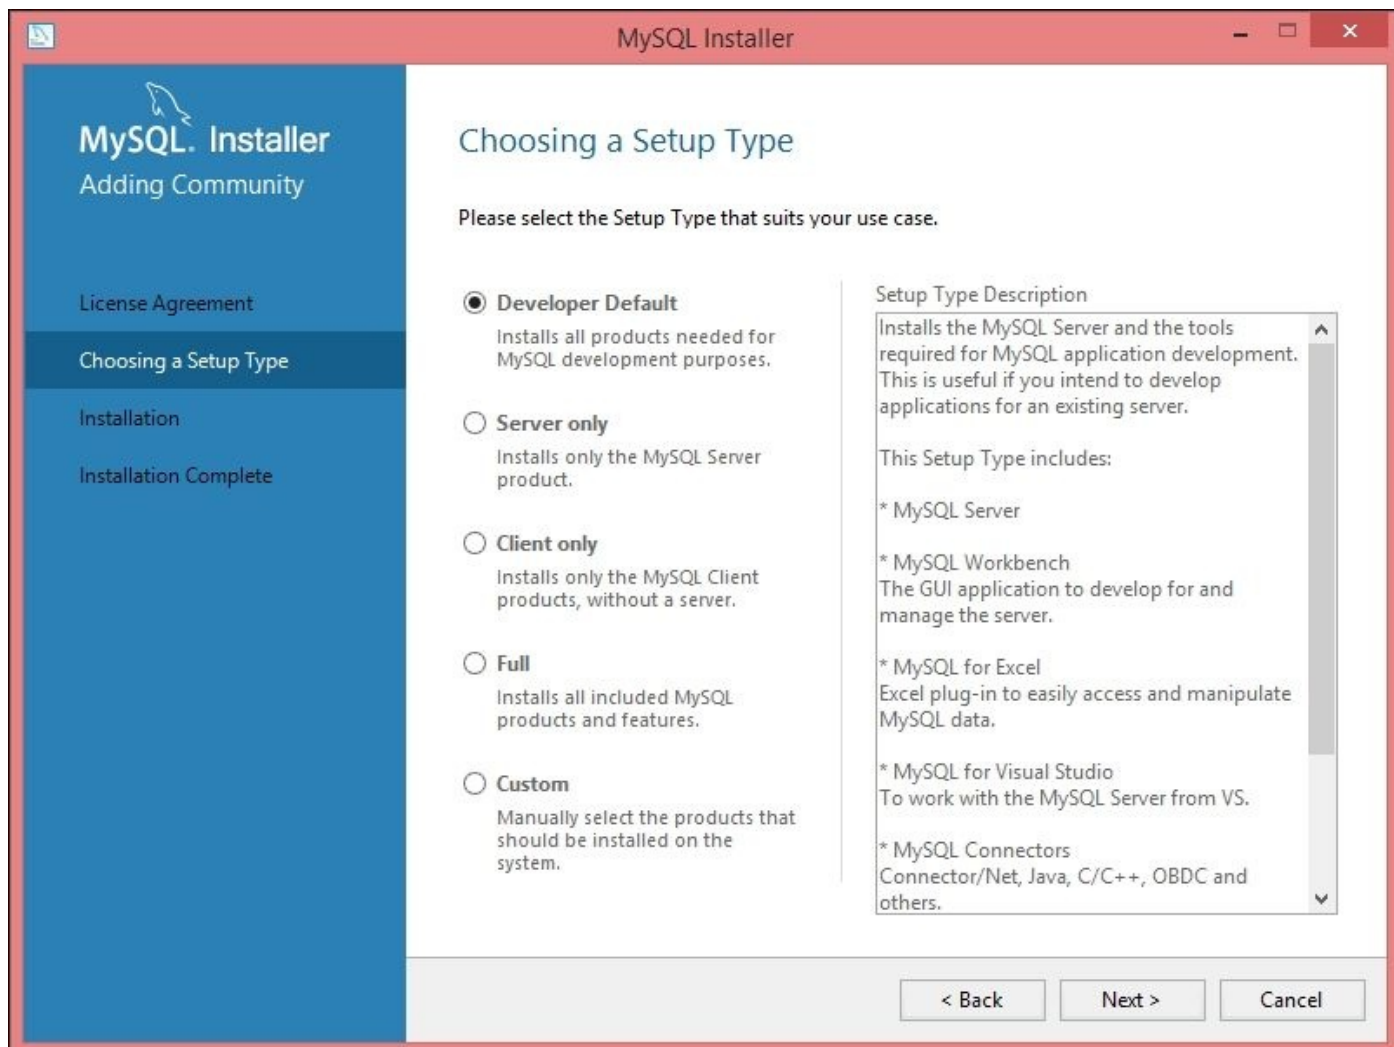 MySQL Installer
MySQL. Installer
Adding Community
License Agreement
Choosing a Setup Type
Installation
Installation Complete
Choosing a Setup Type
Please select the Setup Type that suits your use case.
Developer Default
Installs all products needed for
MySQL development purposes.
Server only
Installs only the MySQL Server
product.
Client only
Installs only the MySQL Client
products, without a server.
Full
Installs all included MySQL
products and features.
Custom
Manually select the products that
should be installed on the
system.
Setup Type Description
Installs the MySQL Server and the tools
required for MySQL application development.
This is useful if you intend to develop
applications for an existing server.
This Setup Type includes:
* MySQL Server
* MySQL Workbench
The GUI application to develop for and
manage the server.
* MySQL for Excel
Excel plug-in to easily access and manipulate
MySQL data.
* MySQL for Visual Studio
To work with the MySQL Server from VS.
* MySQL Connectors
Connector/Net, Java, C/C++, OBDC and
others.
< Back
Next >
Cancel